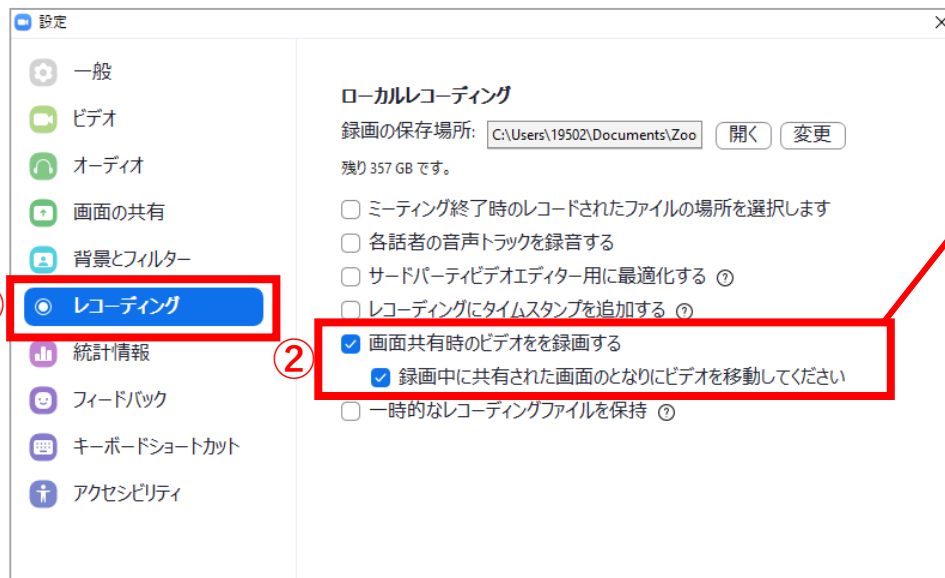 設定
一般
ビデオ
オーディオ
画面の共有
背景とフィルター
レコーディング
統計情報
フィードバック
キーボードショートカット
アクセシビリティ
ローカルレコーディング
録画の保存場所: C:\Users\19502\Documents\Zoo 開く 変更
残り 357 GB です。
ミーティング終了時のレコードされたファイルの場所を選択します
各話者の音声トラックを録音する
サードパーティビデオエディター用に最適化する ?
レコーディングにタイムスタンプを追加する ?
②
画面共有時のビデオをを録画する
録画中に共有された画面のとなりにビデオを移動してください
一時的なレコーディングファイルを保持 ?